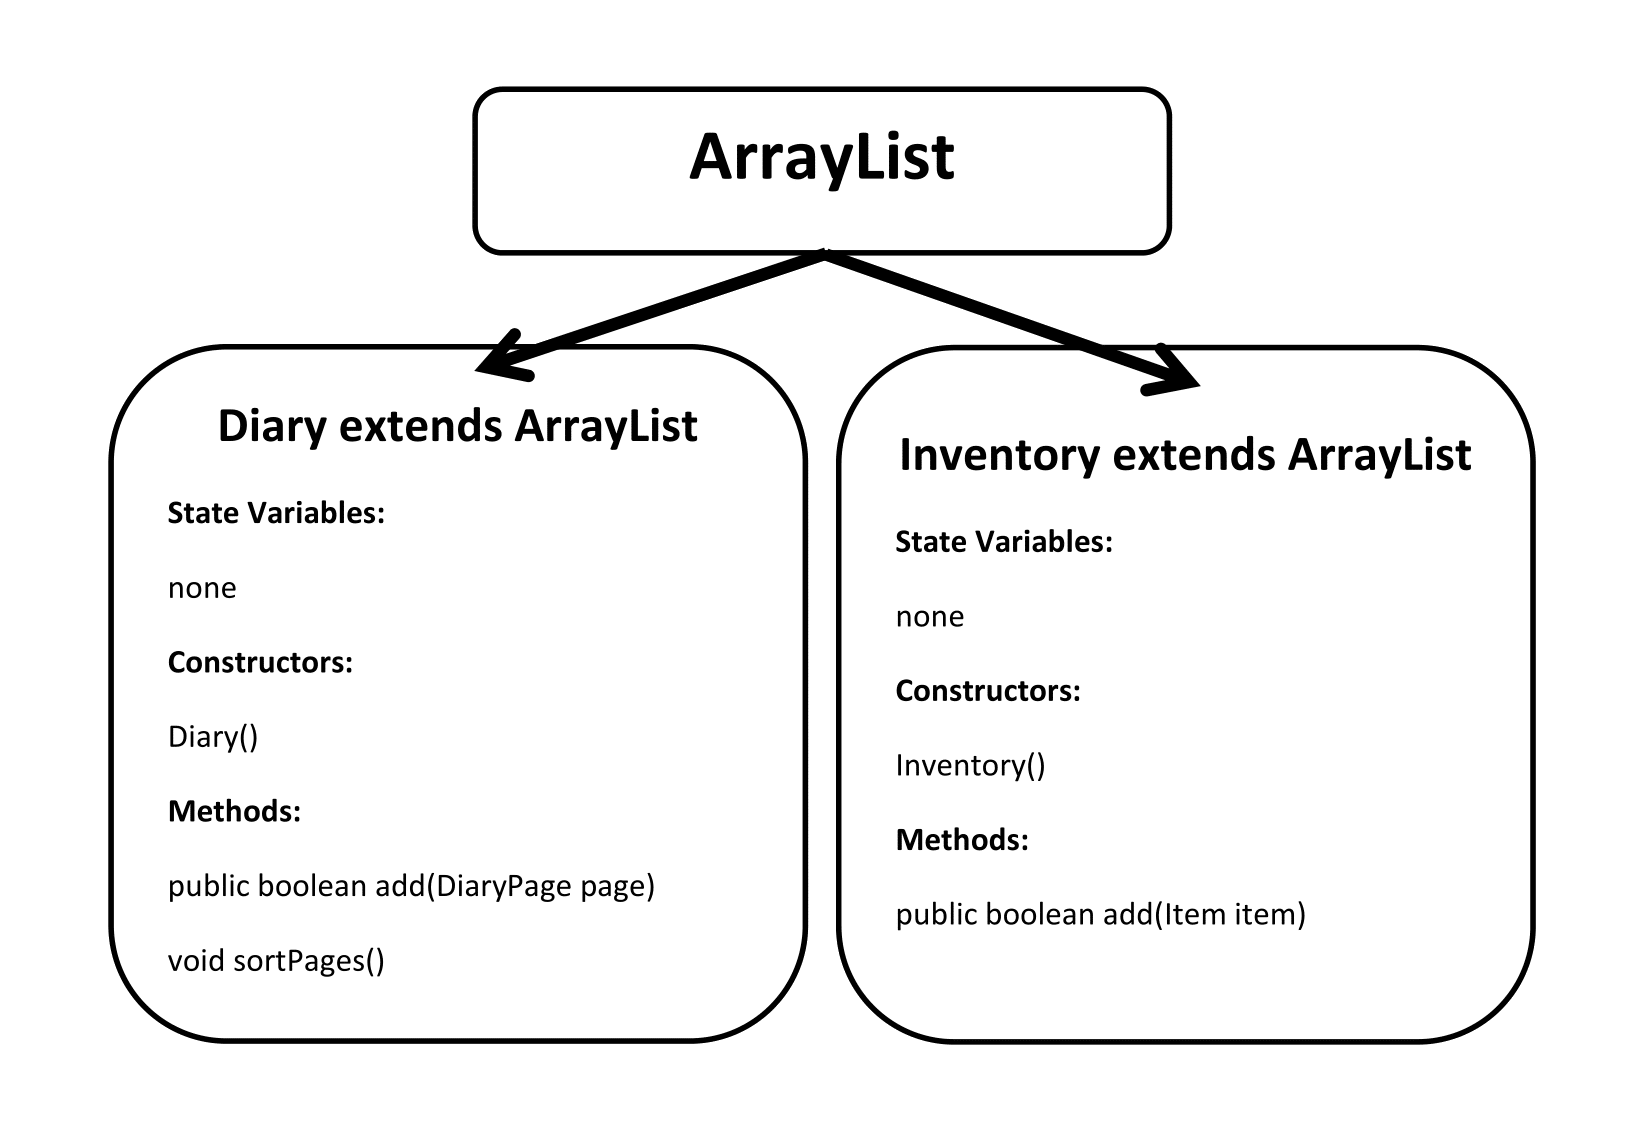 ArrayList
Diary extends ArrayList
State Variables:
none
Constructors:
Diary()
Methods:
public boolean add(DiaryPage page)
void sortPages()
Inventory extends ArrayList
State Variables:
none
Constructors:
Inventory()
Methods:
public boolean add(Item item)